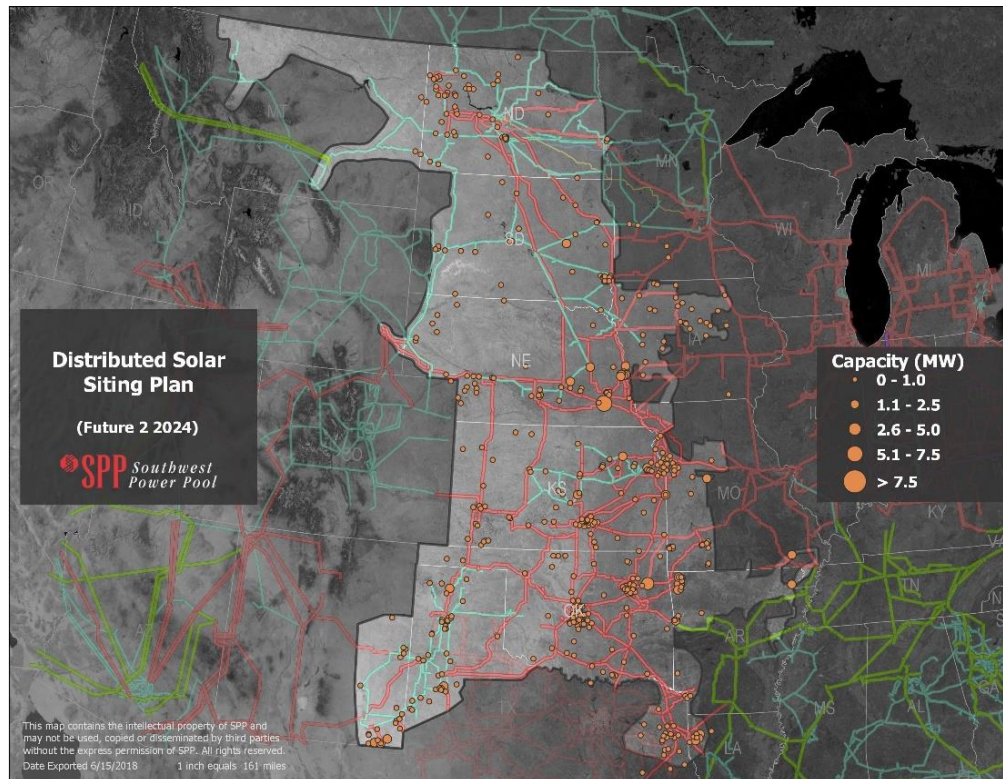 Distributed Solar
Siting Plan
(Future 2 2024)
SPP Southwest
Power Pool
Capacity (MW)
0 - 1.0
1.1 - 2.5
2.6 - 5.0
5.1 - 7.5
> 7.5
ND
MN
OR
ID
SD
WI
MI
IA
NE
CO
KS
MO
KY
VA
TN
OK
AR
MS
AL
GA
LA
This map contains the intellectual property of SPP and
may not be used, copied or disseminated by third parties
without the express permission of SPP. All rights reserved.
Date Exported 6/15/2018 1 inch equals 161 miles